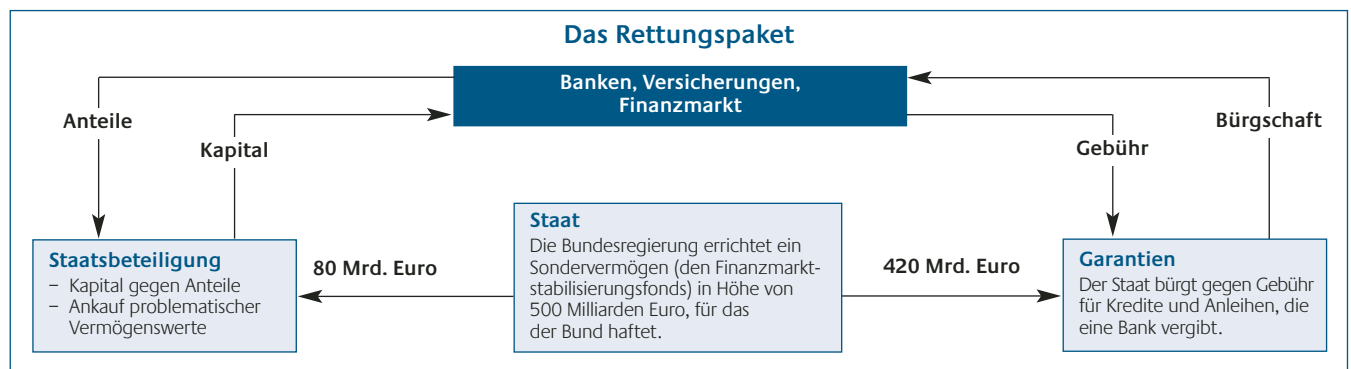 Das Rettungspaket
Banken, Versicherungen,
Finanzmarkt
Anteile
Kapital
Gebühr
Bürgschaft
Staatsbeteiligung
– Kapital gegen Anteile
– Ankauf problematischer
Vermögenswerte
80 Mrd. Euro
Staat
Die Bundesregierung errichtet ein
Sondervermögen (den Finanzmarkt-
stabilisierungsfonds) in Höhe von
500 Milliarden Euro, für das
der Bund haftet.
420 Mrd. Euro
Garantien
Der Staat bürgt gegen Gebühr
für Kredite und Anleihen, die
eine Bank vergibt.